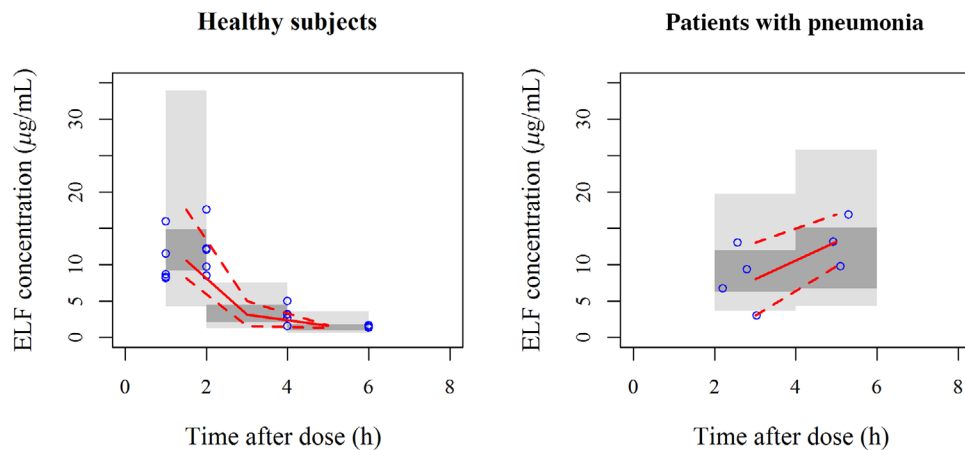 Healthy subjects
ELF concentration (μg/mL)
30
20
10
5
0
0 2 4 6 8
Time after dose (h)
Patients with pneumonia
ELF concentration (μg/mL)
30
20
10
5
0
0 2 4 6 8
Time after dose (h)